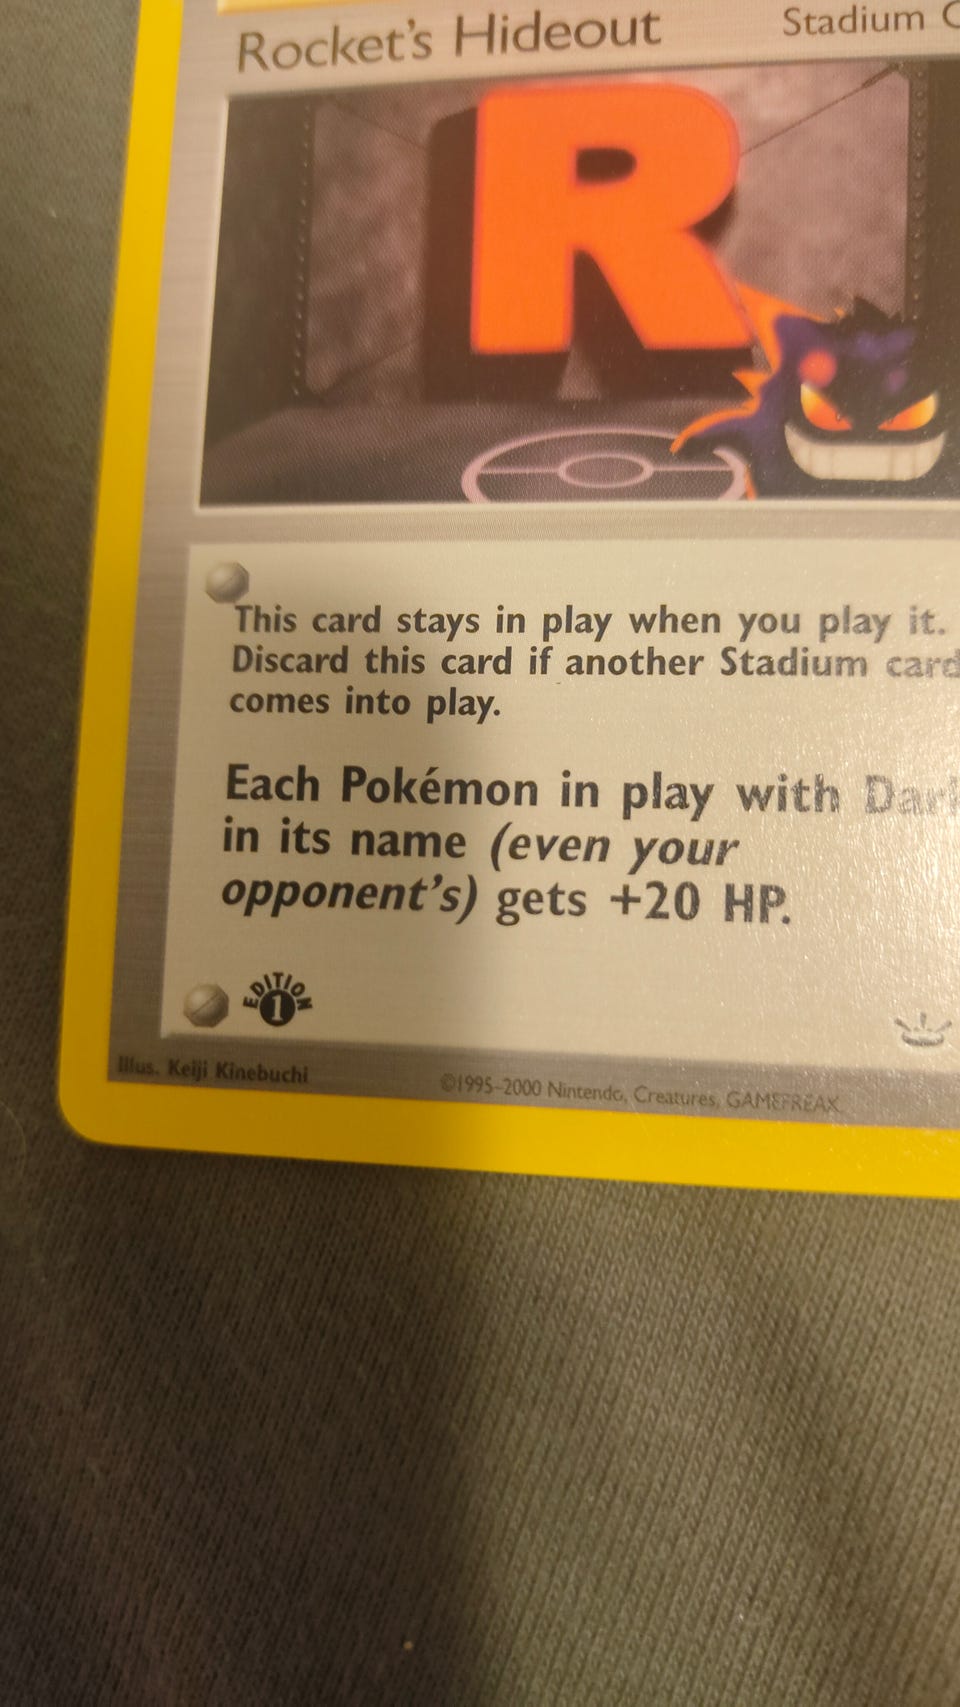 Rocket's Hideout
Stadium
R
This card stays in play when you play it.
Discard this card if another Stadium card
comes into play.
Each Pokémon in play with Dark
in its name (even your
opponent's) gets +20 HP.
EDITION
1
Illus. Keiji Kinebuchi
©1995-2000 Nintendo, Creatures, GAMEFREAK